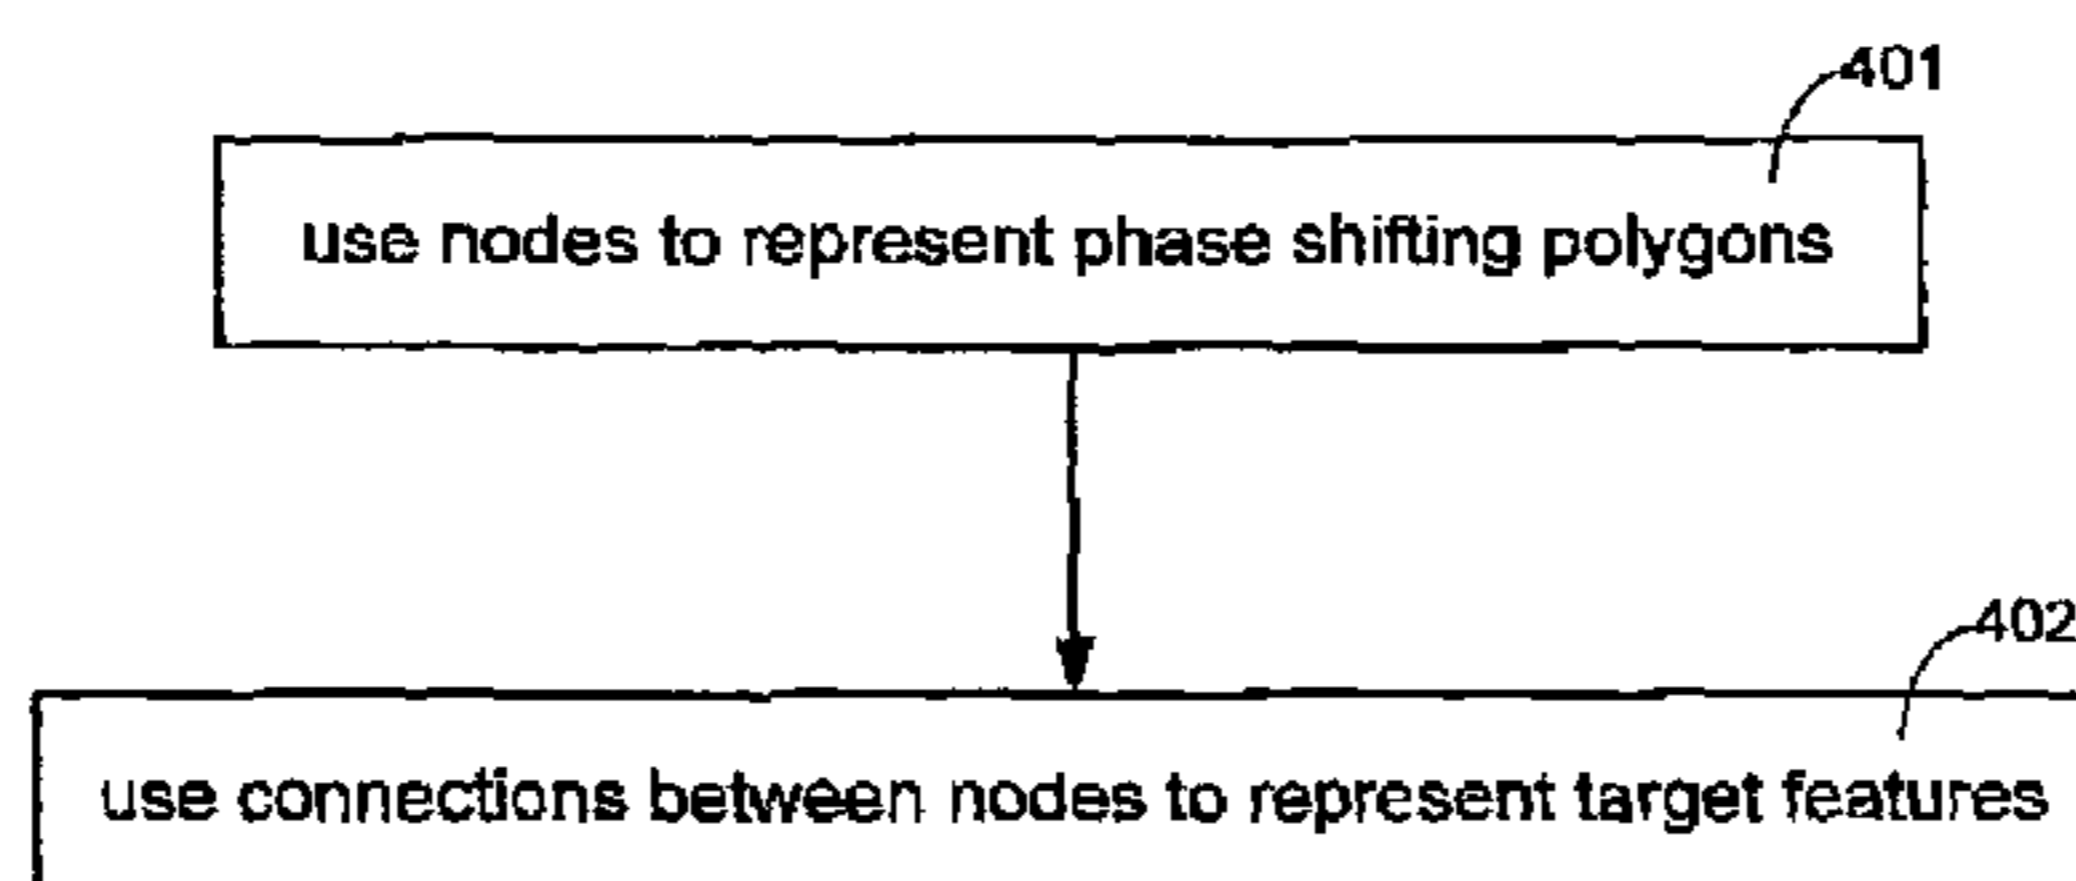 401
use nodes to represent phase shifting polygons
402
use connections between nodes to represent target features